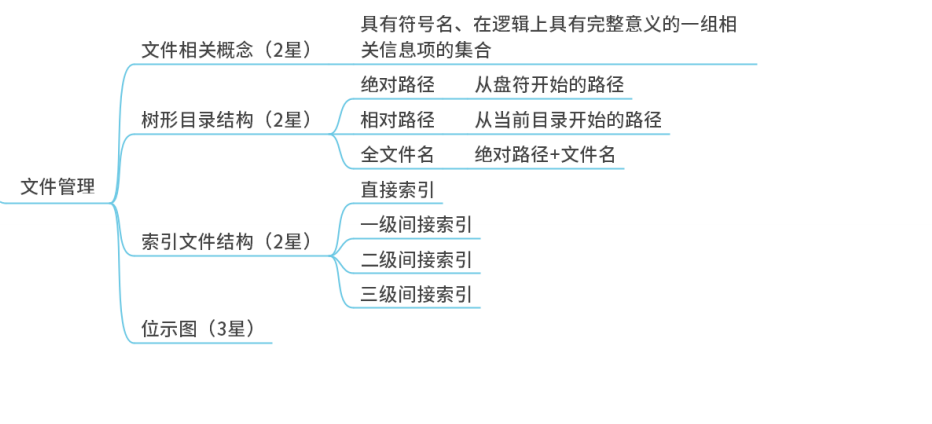 文件管理
文件相关概念（2星）
具有符号名、在逻辑上具有完整意义的一组相
关信息项的集合
树形目录结构（2星）
绝对路径
从盘符开始的路径
相对路径
从当前目录开始的路径
全文件名
绝对路径+文件名
索引文件结构（2星）
直接索引
一级间接索引
二级间接索引
三级间接索引
位示图（3星）